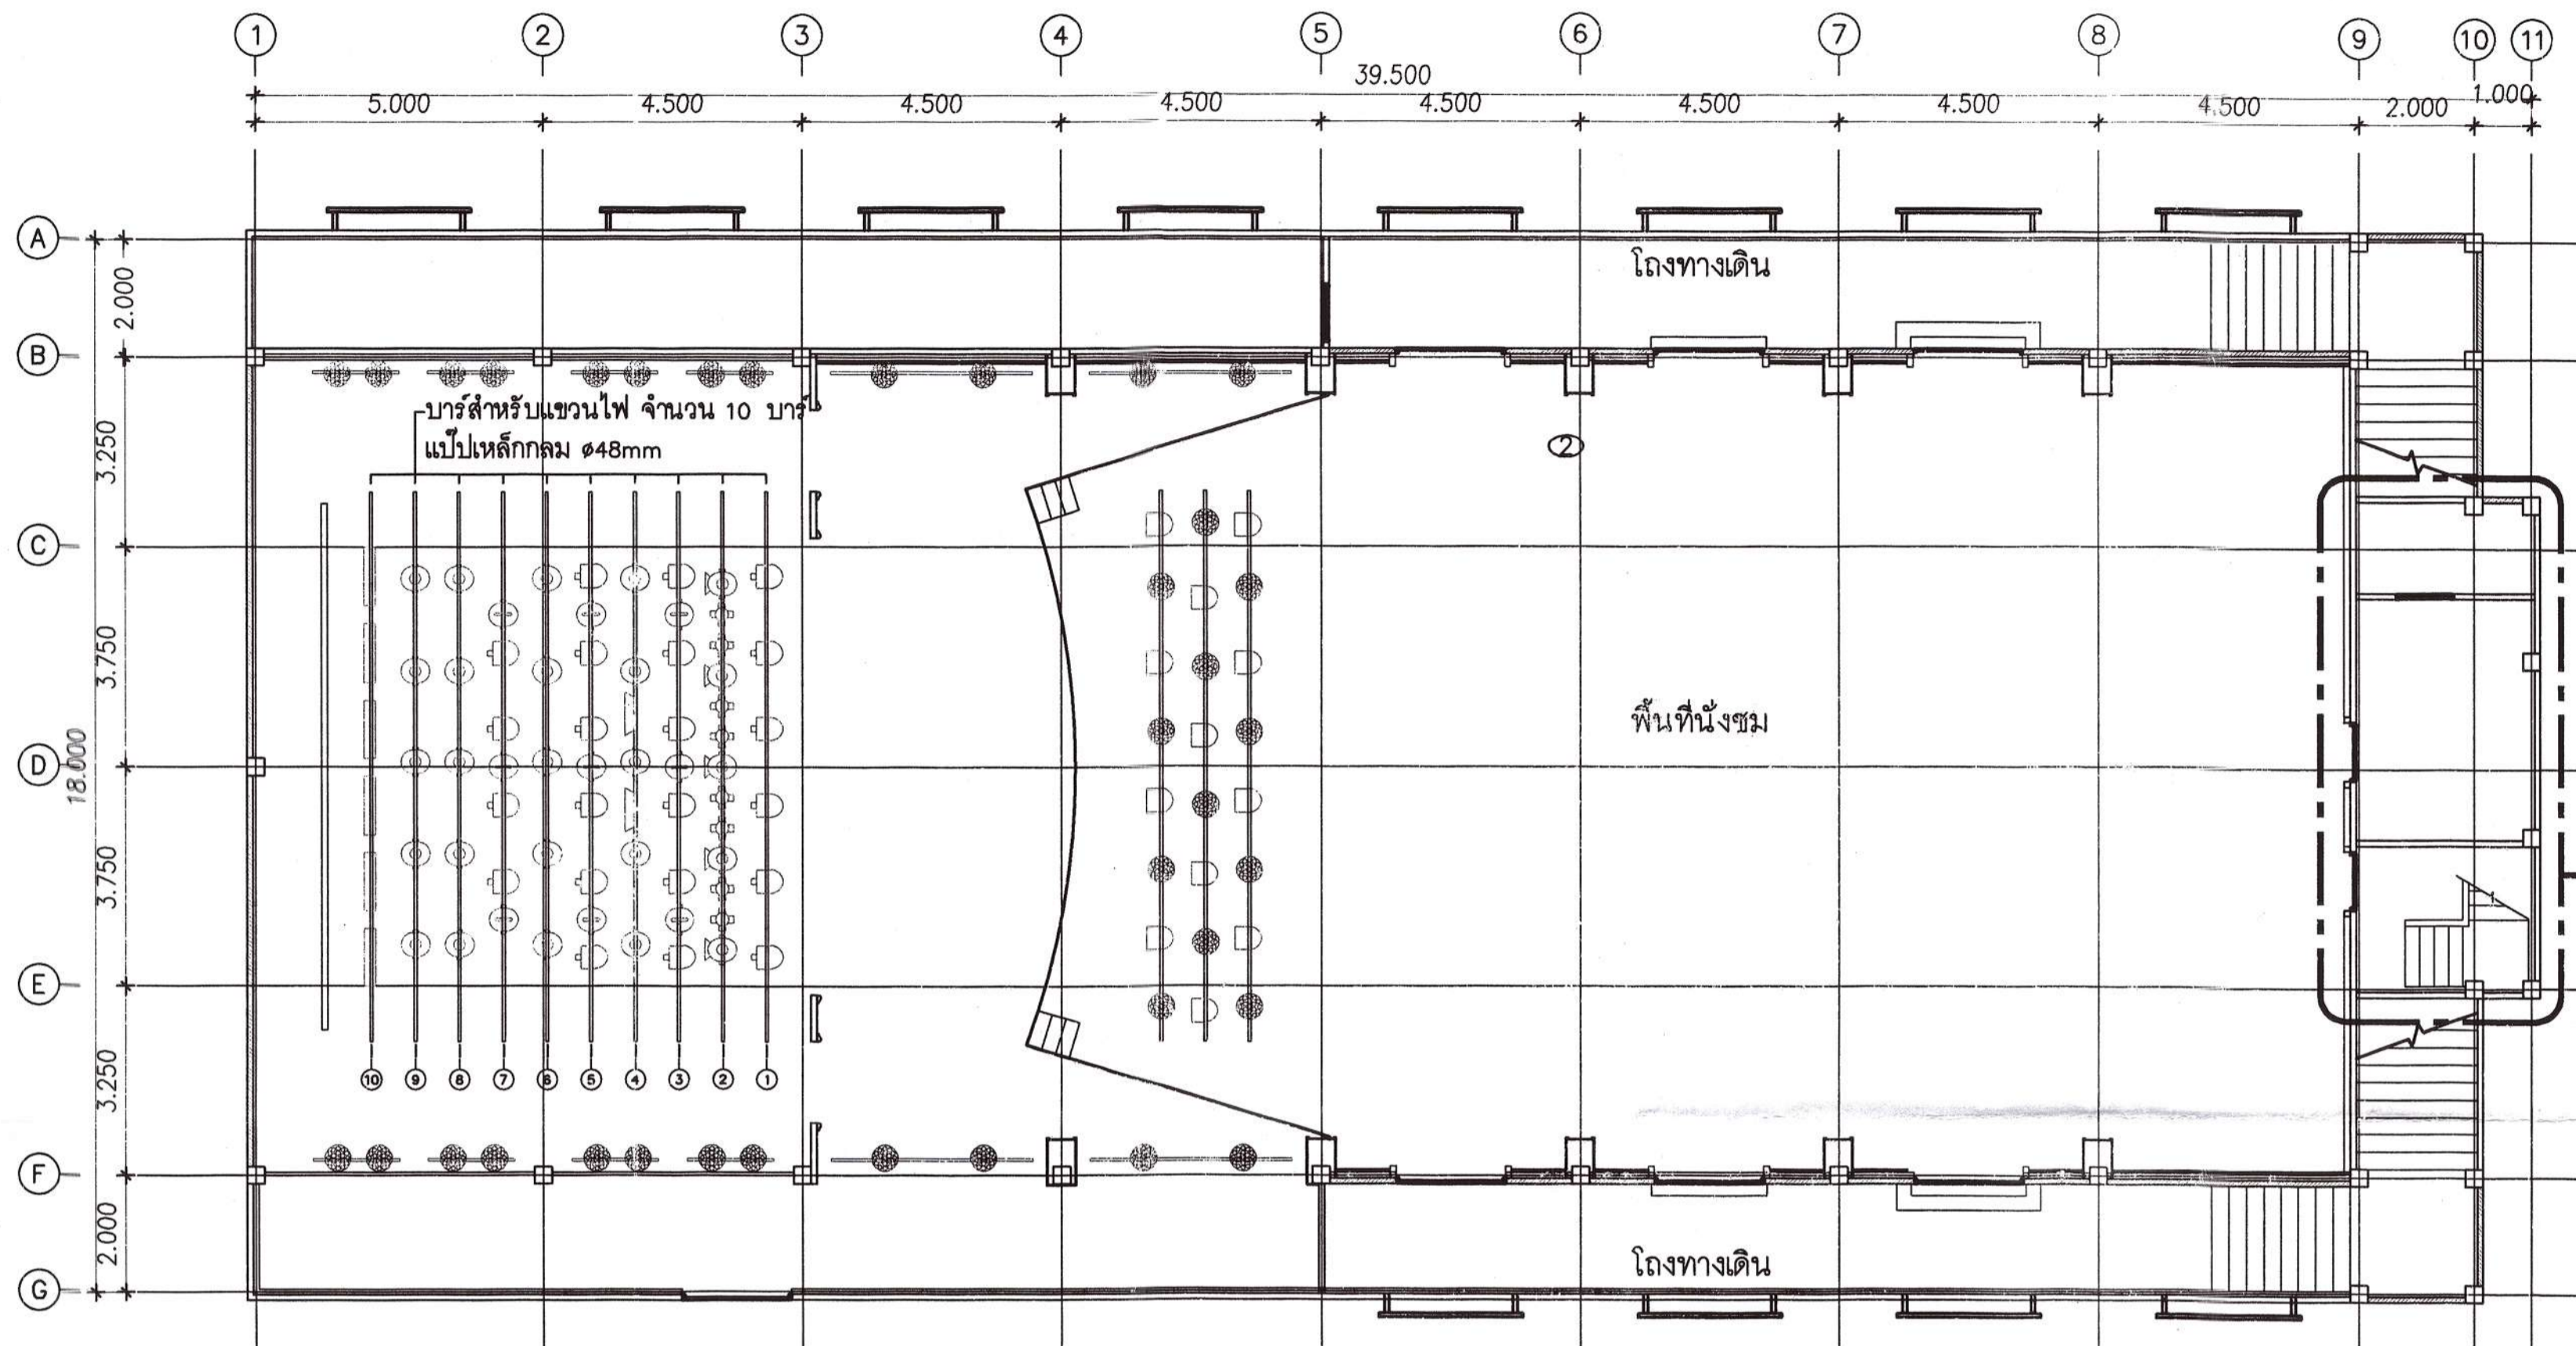 1 2 3 4 5 6 7 8 9 10 11
39.500
5.000 4.500 4.500 4.500 4.500 4.500 4.500 4.500 2.000 1.000
A
โถงทางเดิน
2.000
B
บาร์สำหรับแขวนไฟ จำนวน 10 บาร์
แป๊ปเหล็กกลม ø48mm
2
3.250
C
3.750
พื้นที่นั่งชม
D
18.000
3.750
E
10 9 8 7 6 5 4 3 2 1
3.250
F
2.000
โถงทางเดิน
G